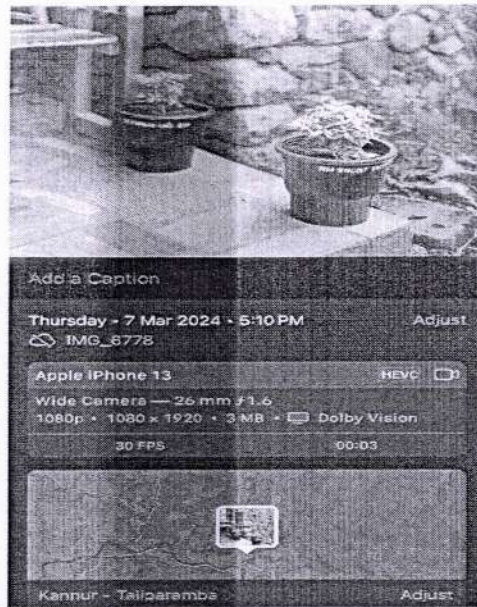 Add a Caption
Thursday • 7 Mar 2024 • 5:10 PM Adjust
IMG_8778
Apple iPhone 13 HEVC
Wide Camera — 26 mm ƒ1.6
1080p • 1080 x 1920 • 3 MB • Dolby Vision
30 FPS 00:03
Kannur - Taliparamba Adjust